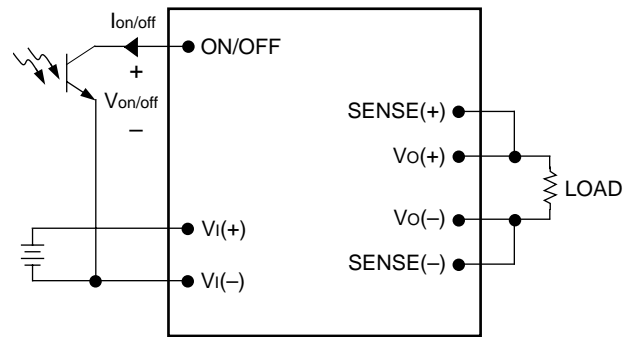 Ion/off
ON/OFF
+
Von/off
–
SENSE(+)
VO(+)
LOAD
VO(–)
SENSE(–)
VI(+)
VI(–)